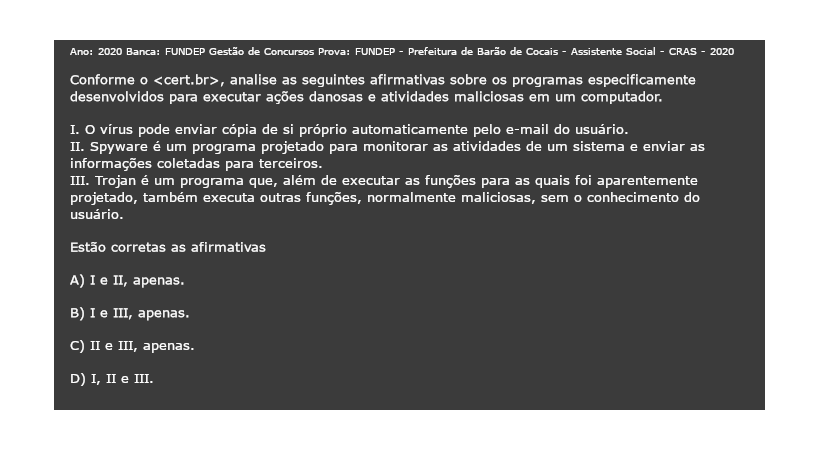 Ano: 2020 Banca: FUNDEP Gestão de Concursos Prova: FUNDEP - Prefeitura de Barão de Cocais - Assistente Social - CRAS - 2020
Conforme o <cert.br>, analise as seguintes afirmativas sobre os programas especificamente
desenvolvidos para executar ações danosas e atividades maliciosas em um computador.
I. O vírus pode enviar cópia de si próprio automaticamente pelo e-mail do usuário.
II. Spyware é um programa projetado para monitorar as atividades de um sistema e enviar as
informações coletadas para terceiros.
III. Trojan é um programa que, além de executar as funções para as quais foi aparentemente
projetado, também executa outras funções, normalmente maliciosas, sem o conhecimento do
usuário.
Estão corretas as afirmativas
A) I e II, apenas.
B) I e III, apenas.
C) II e III, apenas.
D) I, II e III.